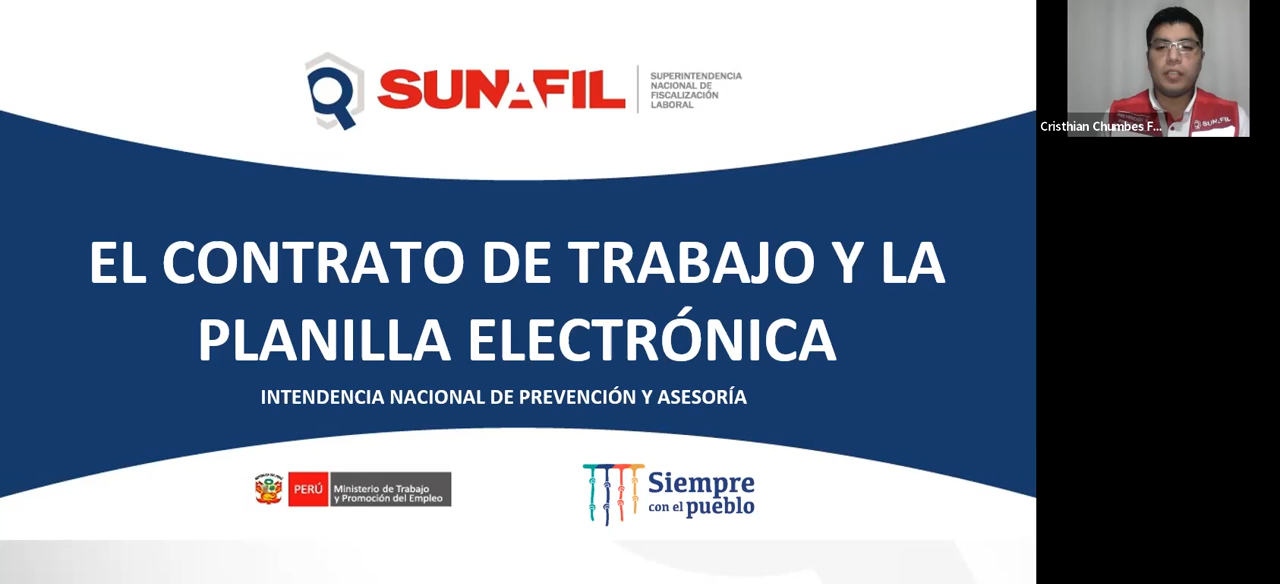 SUNAFIL
SUPERINTENDENCIA
NACIONAL DE
FISCALIZACIÓN
LABORAL
EL CONTRATO DE TRABAJO Y LA
PLANILLA ELECTRÓNICA
INTENDENCIA NACIONAL DE PREVENCIÓN Y ASESORÍA
PERÚ
Ministerio de Trabajo
y Promoción del Empleo
Siempre
con el pueblo
Cristhian Chumbes F...
SUNAFIL